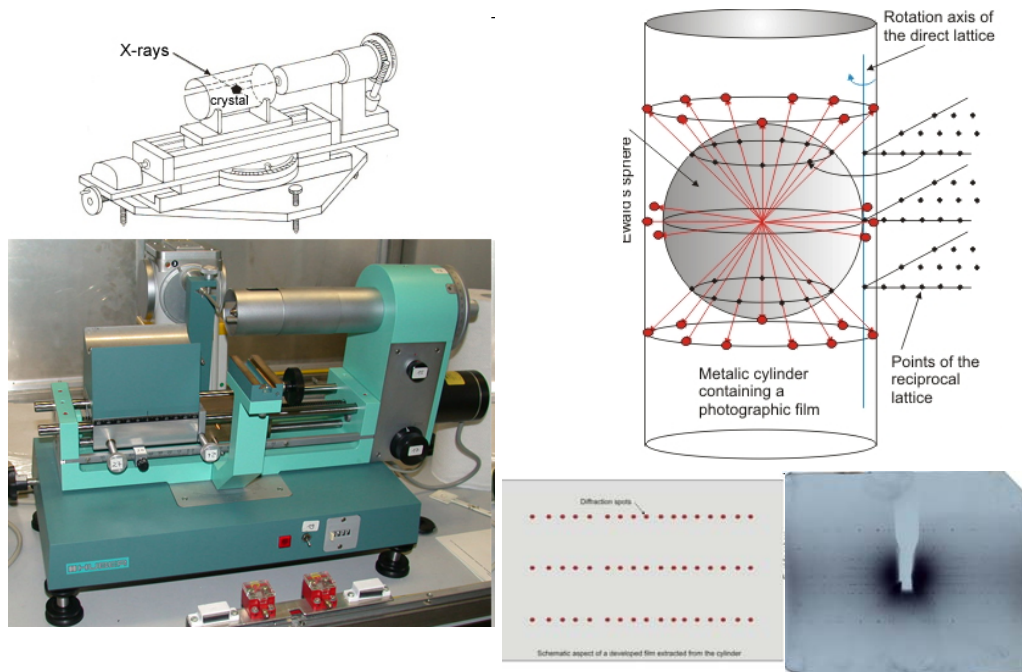 X-rays
crystal
Rotation axis of
the direct lattice
Ewald's sphere
Metalic cylinder
containing a
photographic film
Points of the
reciprocal
lattice
Diffraction spots
Schematic aspect of a developed film extracted from the cylinder